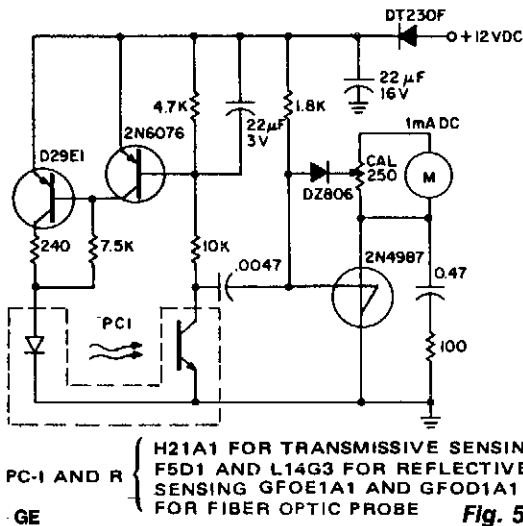 DT230F
+12VDC
22µF
16V
4.7K
22µF
3V
1.8K
2N6076
1mA DC
D29E1
CAL
250
M
DZ806
240
7.5K
10K
.0047
2N4987
0.47
100
PC1
PC-1 AND R
H21A1 FOR TRANSMISSIVE SENSIN
F5D1 AND L14G3 FOR REFLECTIVE
SENSING GFOE1A1 AND GFOD1A1
FOR FIBER OPTIC PROBE
GE
Fig. 5